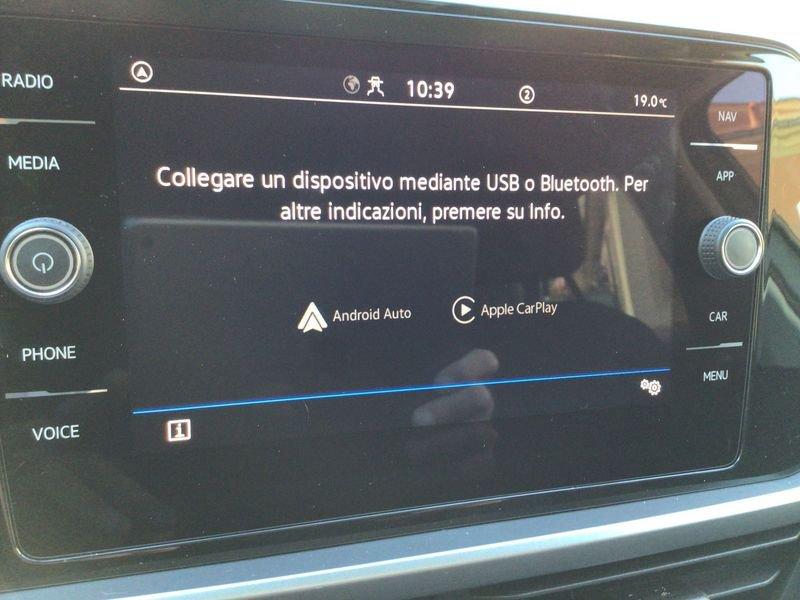 RADIO
MEDIA
PHONE
VOICE
10:39
2
19.0°C
Collegare un dispositivo mediante USB o Bluetooth. Per
altre indicazioni, premere su Info.
Android Auto
Apple CarPlay
i
NAV
APP
CAR
MENU